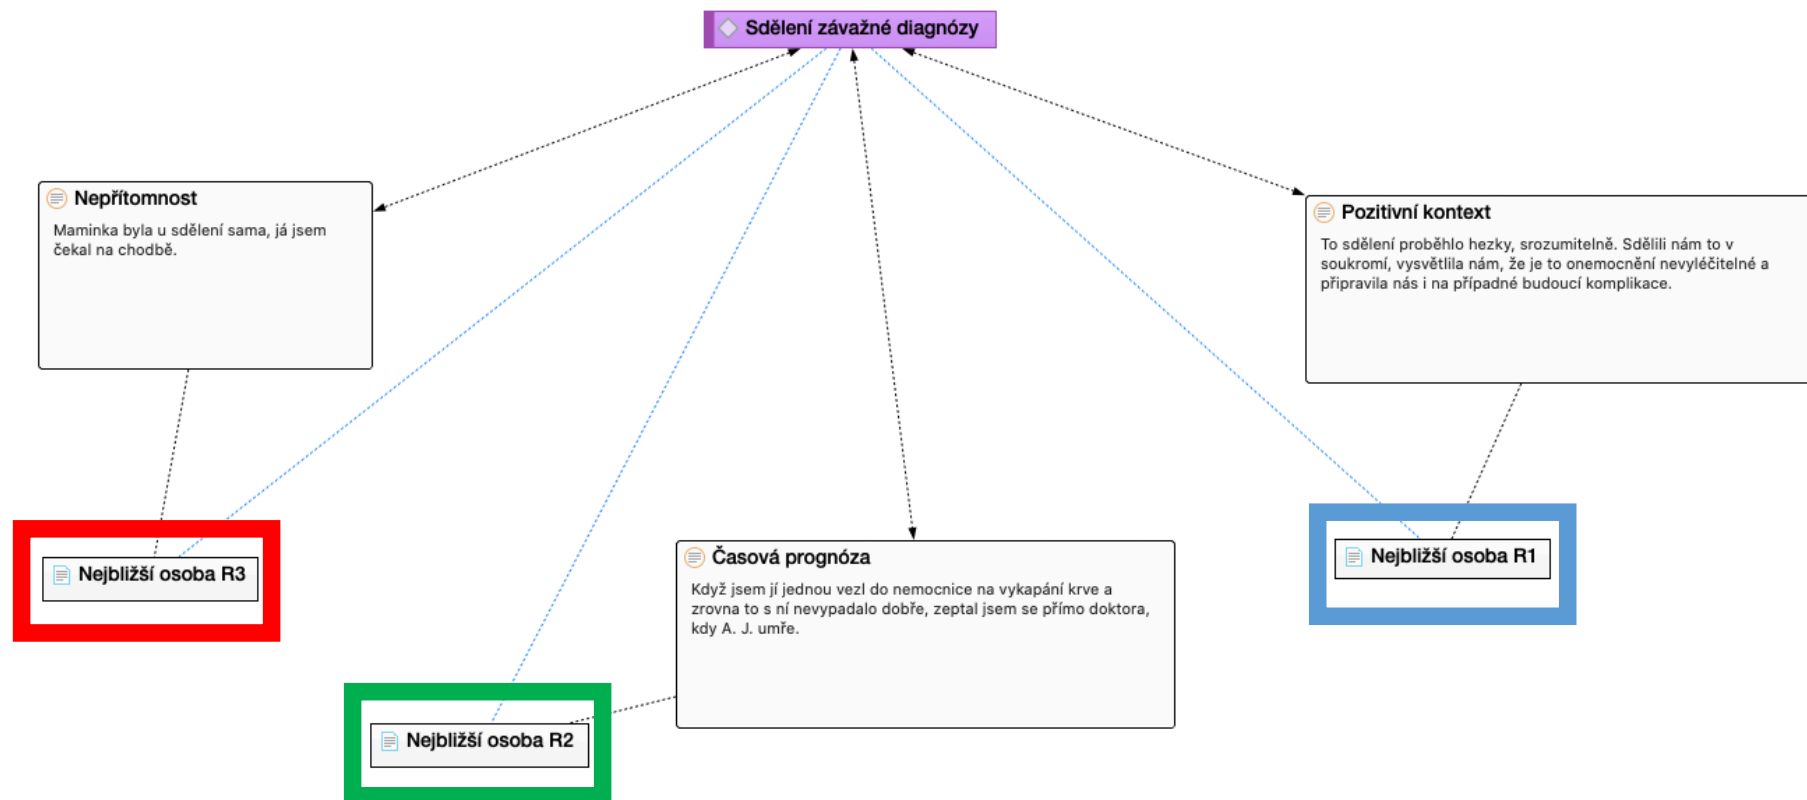 Sdělení závažné diagnózy
Nepřítomnost
Maminka byla u sdělení sama, já jsem
čekal na chodbě.
Pozitivní kontext
To sdělení proběhlo hezky, srozumitelně. Sdělili nám to v
soukromí, vysvětlila nám, že je to onemocnění nevyléčitelné a
připravila nás i na případné budoucí komplikace.
Nejbližší osoba R3
Časová prognóza
Když jsem jí jednou vezl do nemocnice na vykapání krve a
zrovna to s ní nevypadalo dobře, zeptal jsem se přímo doktora,
kdy A. J. umře.
Nejbližší osoba R1
Nejbližší osoba R2